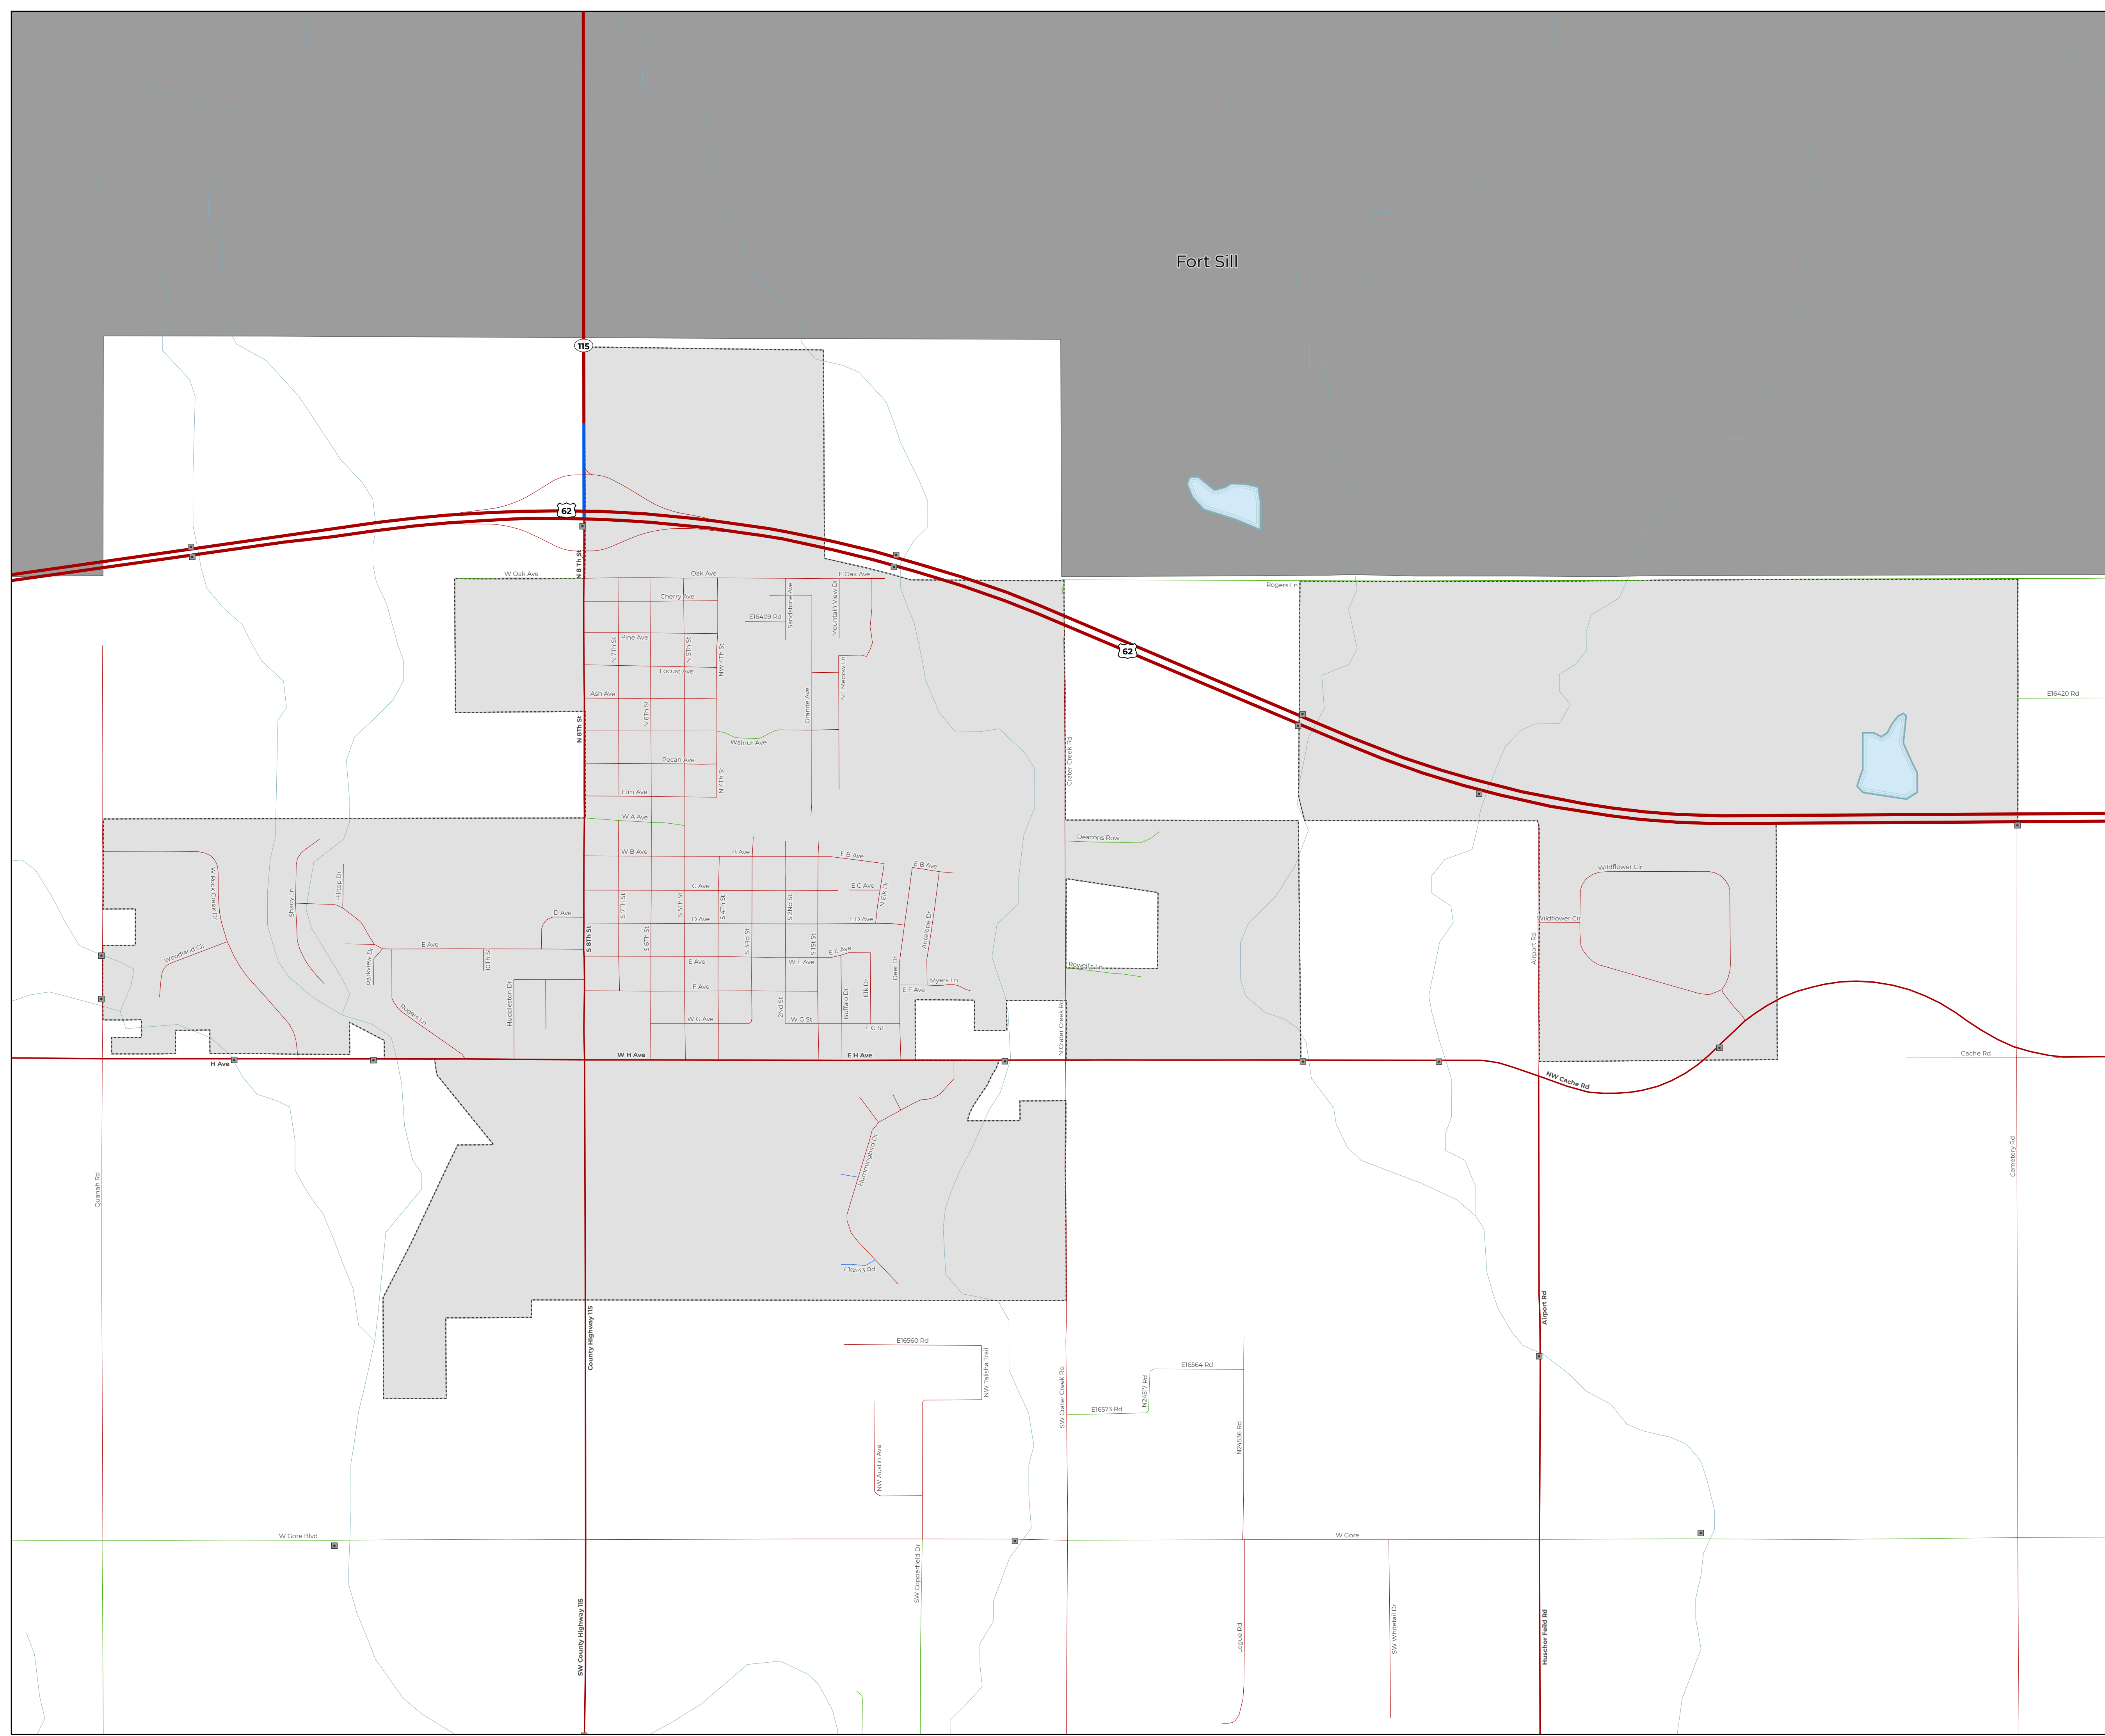 Fort Sill
115
62
N 8 Th St
W Oak Ave
Oak Ave
E Oak Ave
Rogers Ln
Cherry Ave
Sandstone Ave
Mountain View Dr
E16409 Rd
Pine Ave
N 7Th St
N 5Th St
NW 4Th St
62
Locust Ave
NE Medow Ln
Ash Ave
E16420 Rd
N 6Th St
Granite Ave
N 8Th St
Walnut Ave
Crater Creek Rd
Pecan Ave
N 4Th St
Elm Ave
W A Ave
Deacons Row
W B Ave
B Ave
E B Ave
E B Ave
Wildflower Cir
W Rock Creek Dr
Shady Ln
Hilltop Dr
C Ave
E C Ave
N Elk Dr
S 7Th St
S 5Th St
S 4Th St
S 2Nd St
D Ave
D Ave
E D Ave
Wildflower Cir
Antelope Dr
Woodland Cir
E Ave
S 8Th St
S 6Th St
S 3Rd St
S 1St St
E E Ave
Airport Rd
Parkview Dr
10Th St
E Ave
W E Ave
Deer Dr
Rowells Ln
Myers Ln
F Ave
E F Ave
Huddleston Dr
2Nd St
Buffalo Dr
Elk Dr
Rogers Ln
W G Ave
W G St
E G St
N Crater Creek Rd
H Ave
W H Ave
E H Ave
Cache Rd
NW Cache Rd
Hummingbird Dr
Quanah Rd
Cemetery Rd
E16543 Rd
County Highway 115
Airport Rd
E16560 Rd
NW Talisha Trail
E16564 Rd
SW Crater Creek Rd
N24517 Rd
E16573 Rd
N24536 Rd
NW Austin Ave
W Gore Blvd
W Gore
SW Copperfield Dr
SW County Highway 115
Logue Rd
SW Whitetail Dr
Huschor Feild Rd